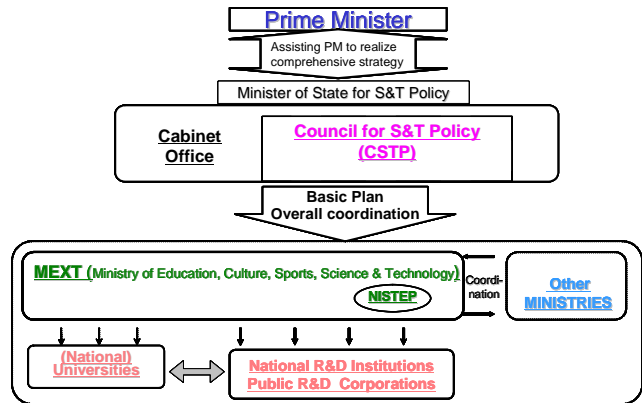 Prime Minister
Assisting PM to realize
comprehensive strategy
Minister of State for S&T Policy
Cabinet
Office
Council for S&T Policy
(CSTP)
Basic Plan
Overall coordination
MEXT (Ministry of Education, Culture, Sports, Science & Technology)
NISTEP
Coordi-
nation
Other
MINISTRIES
(National)
Universities
National R&D Institutions
Public R&D Corporations